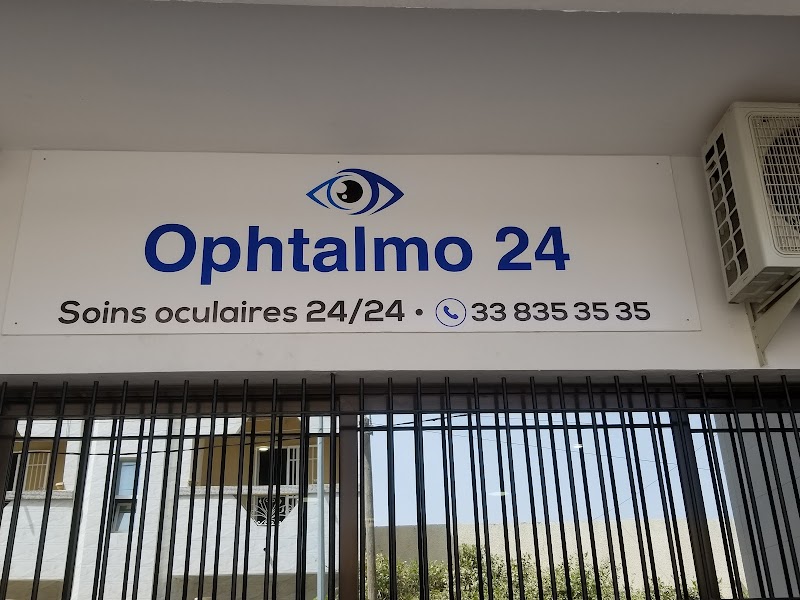 Ophtalmo 24
Soins oculaires 24/24 • 33 835 35 35